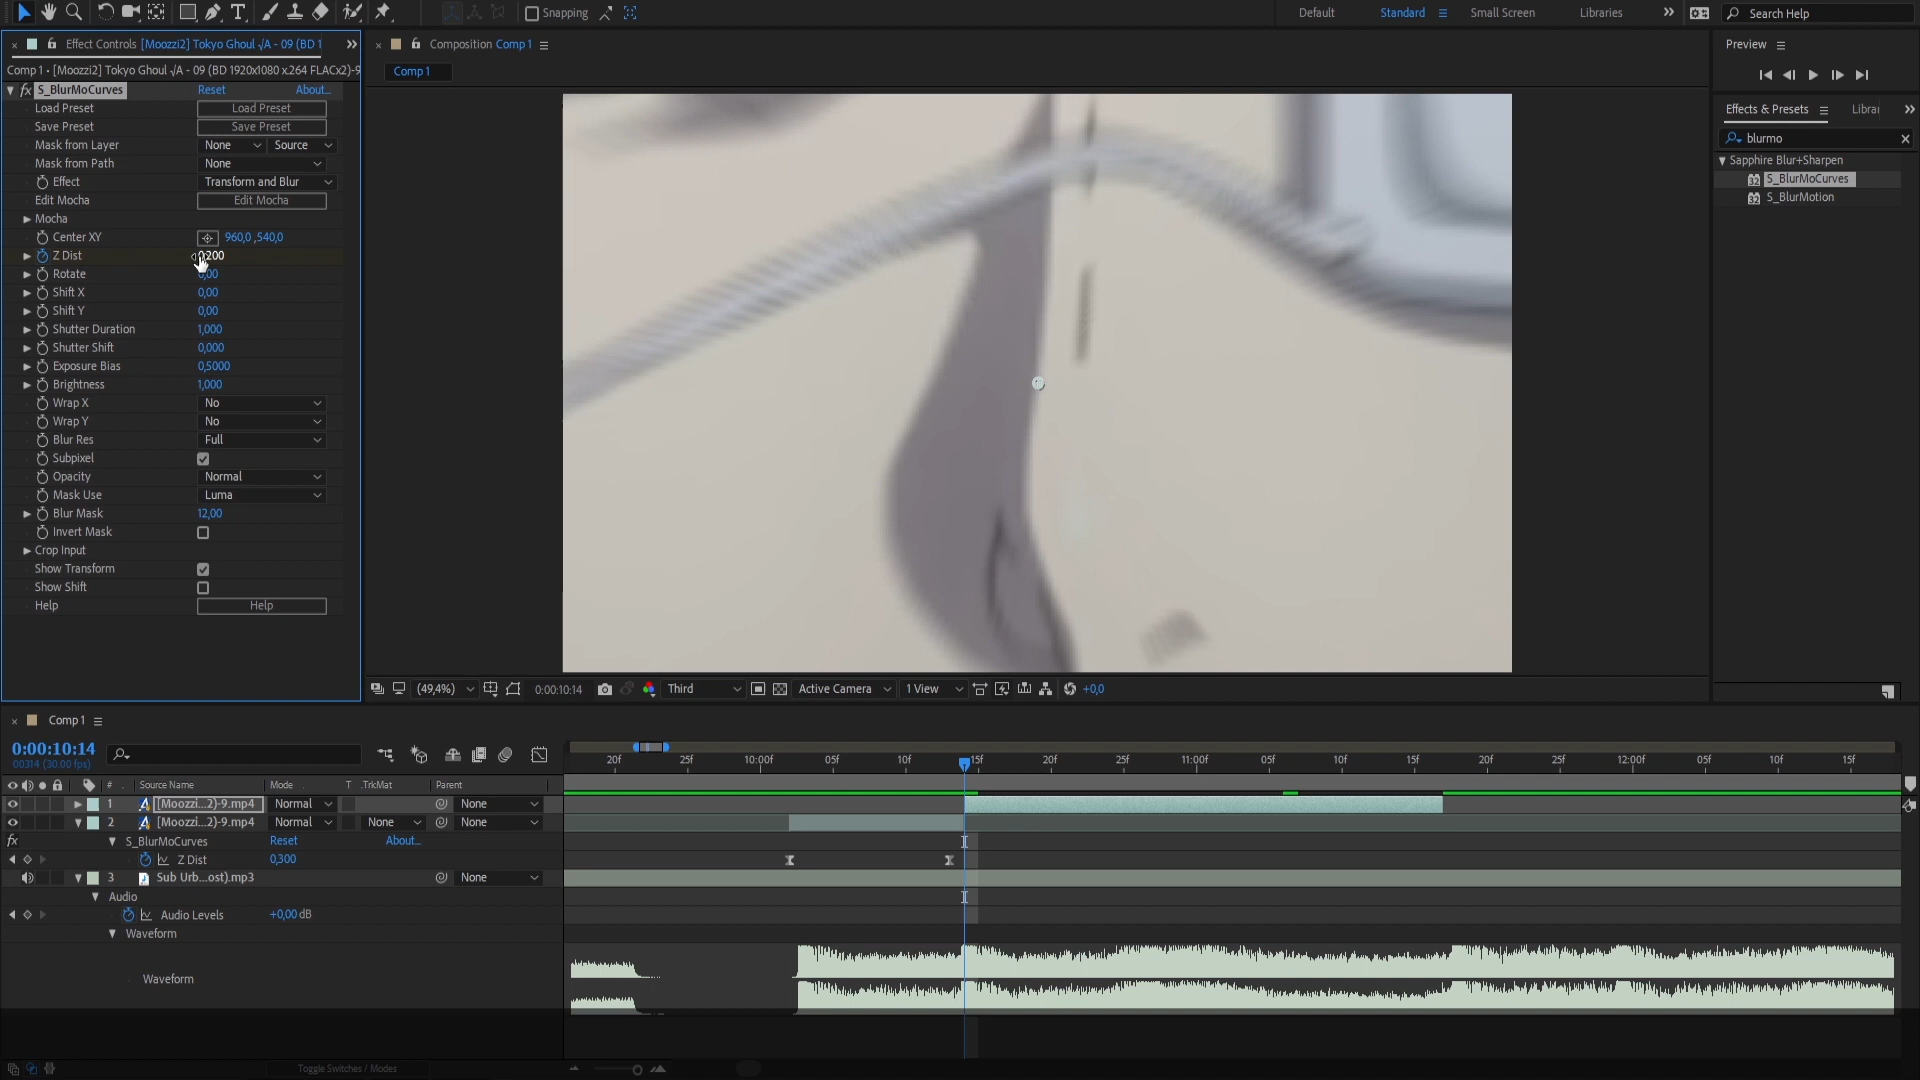 Snapping
Default
Standard
Small Screen
Libraries
Search Help
Effect Controls [Moozzi2] Tokyo Ghoul √A - 09 (BD 1
Composition Comp 1
Preview
Comp 1 • [Moozzi2] Tokyo Ghoul √A - 09 (BD 1920x1080 x.264 FLACx2)-9
Comp 1
fx S_BlurMoCurves Reset About...
Load Preset Load Preset
Save Preset Save Preset
Mask from Layer None Source
Mask from Path None
Effect Transform and Blur
Edit Mocha Edit Mocha
Mocha
Center XY 960,0 ,540,0
Z Dist 0,200
Rotate 0,00
Shift X 0,00
Shift Y 0,00
Shutter Duration 1,000
Shutter Shift 0,000
Exposure Bias 0,5000
Brightness 1,000
Wrap X No
Wrap Y No
Blur Res Full
Subpixel
Opacity Normal
Mask Use Luma
Blur Mask 12,00
Invert Mask
Crop Input
Show Transform
Show Shift
Help Help
Effects & Presets Librar
blurmo
Sapphire Blur+Sharpen
32 S_BlurMoCurves
32 S_BlurMotion
(49,4%) 0:00:10:14 Third Active Camera 1 View +0,0
Comp 1
0:00:10:14
00314 (30.00 fps)
20f 25f 10:00f 05f 10f 15f 20f 25f 11:00f 05f 10f 15f 20f 25f 12:00f 05f 10f 15f
# Source Name Mode T .TrkMat Parent
1 [Moozzi...2)-9.mp4 Normal None
2 [Moozzi...2)-9.mp4 Normal None None
fx S_BlurMoCurves Reset About...
Z Dist 0,300
3 Sub Urb...ost).mp3 None
Audio
Audio Levels +0,00 dB
Waveform
Waveform
Toggle Switches / Modes